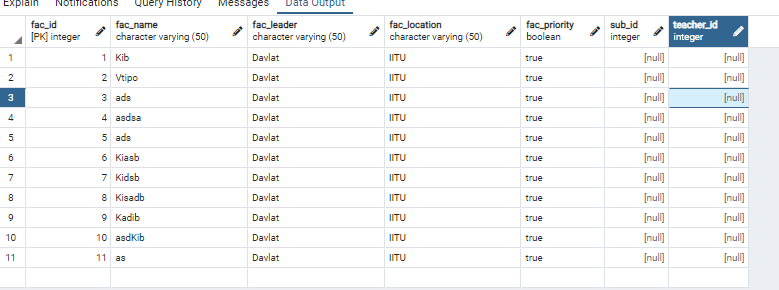 Explain Notifications Query History Messages Data Output
fac_id fac_name fac_leader fac_location fac_priority sub_id teacher_id
[PK] integer character varying (50) character varying (50) character varying (50) boolean integer integer
1 1 Kib Davlat IITU true [null] [null]
2 2 Vtipo Davlat IITU true [null] [null]
3 3 ads Davlat IITU true [null] [null]
4 4 asdsa Davlat IITU true [null] [null]
5 5 ads Davlat IITU true [null] [null]
6 6 Kiasb Davlat IITU true [null] [null]
7 7 Kidsb Davlat IITU true [null] [null]
8 8 Kisadb Davlat IITU true [null] [null]
9 9 Kadib Davlat IITU true [null] [null]
10 10 asdKib Davlat IITU true [null] [null]
11 11 as Davlat IITU true [null] [null]